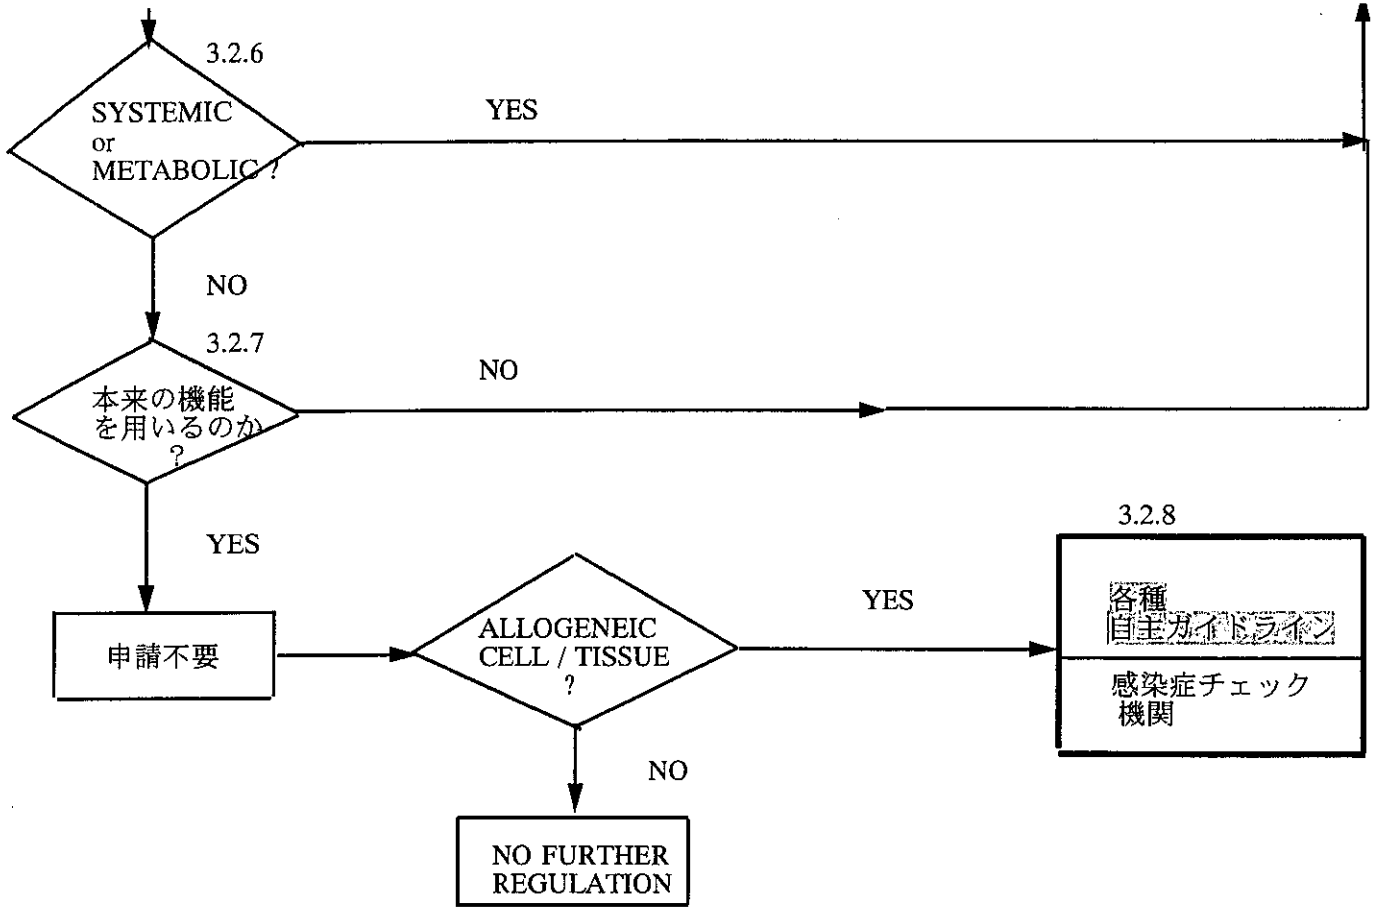 3.2.6
SYSTEMIC
or
METABOLIC ?
YES
NO
3.2.7
本来の機能
を用いるのか
?
NO
YES
申請不要
ALLOGENEIC
CELL / TISSUE
?
YES
3.2.8
各種
自主ガイドライン
感染症チェック
機関
NO
NO FURTHER
REGULATION